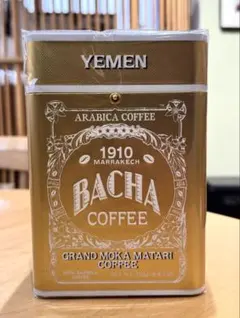 YEMEN
ARABICA COFFEE
1910
MARRAKECH
BACHA
COFFEE
GRAND MOKA MATARI
COFFEE